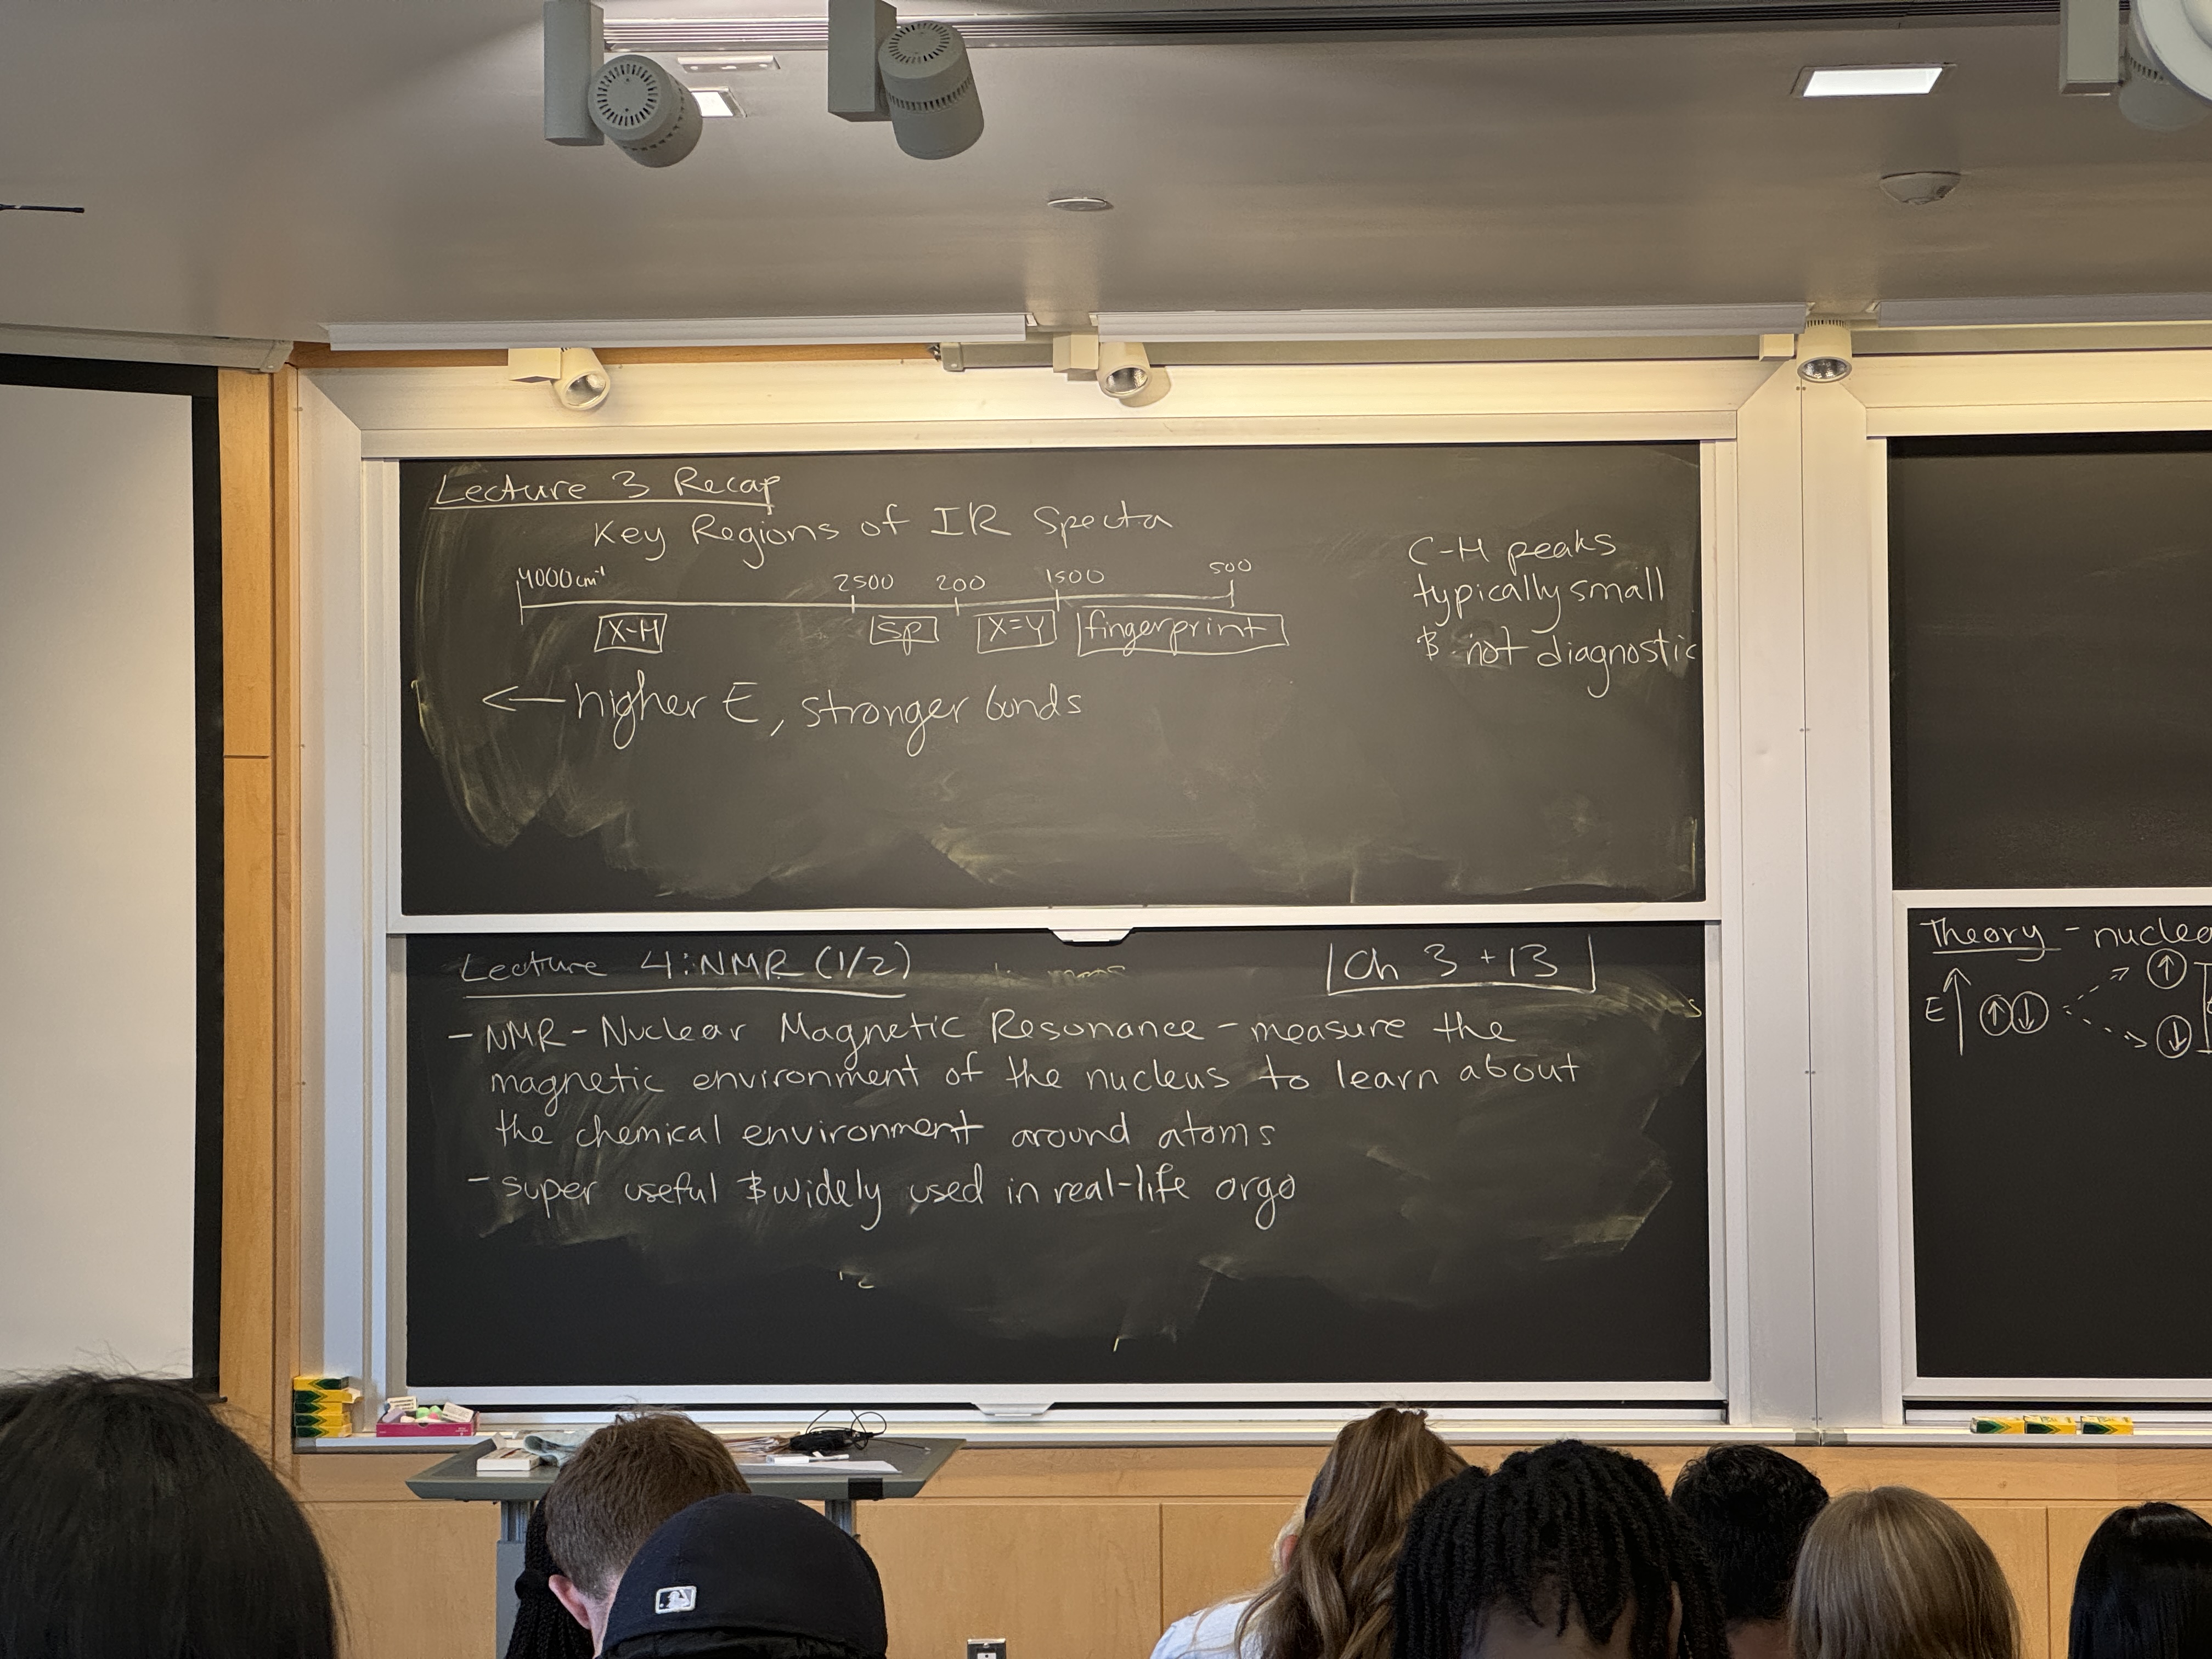 Lecture 3 Recap
Key Regions of IR Specta
4000 cm⁻¹ 2500 200 1500 500
X-H sp X=Y fingerprint
← higher E, stronger bonds
C-H peaks
typically small
& not diagnostic
Lecture 4: NMR (1/2)
Ch 3 + 13
- NMR - Nuclear Magnetic Resonance - measure the
magnetic environment of the nucleus to learn about
the chemical environment around atoms
- super useful & widely used in real-life orgo
Theory - nucleo
E ↑ ↑ ↓ ↑
↓